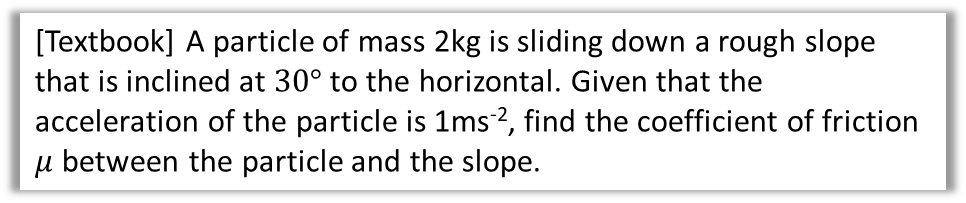 [Textbook] A particle of mass 2kg is sliding down a rough slope
that is inclined at 30° to the horizontal. Given that the
acceleration of the particle is 1ms⁻², find the coefficient of friction
μ between the particle and the slope.